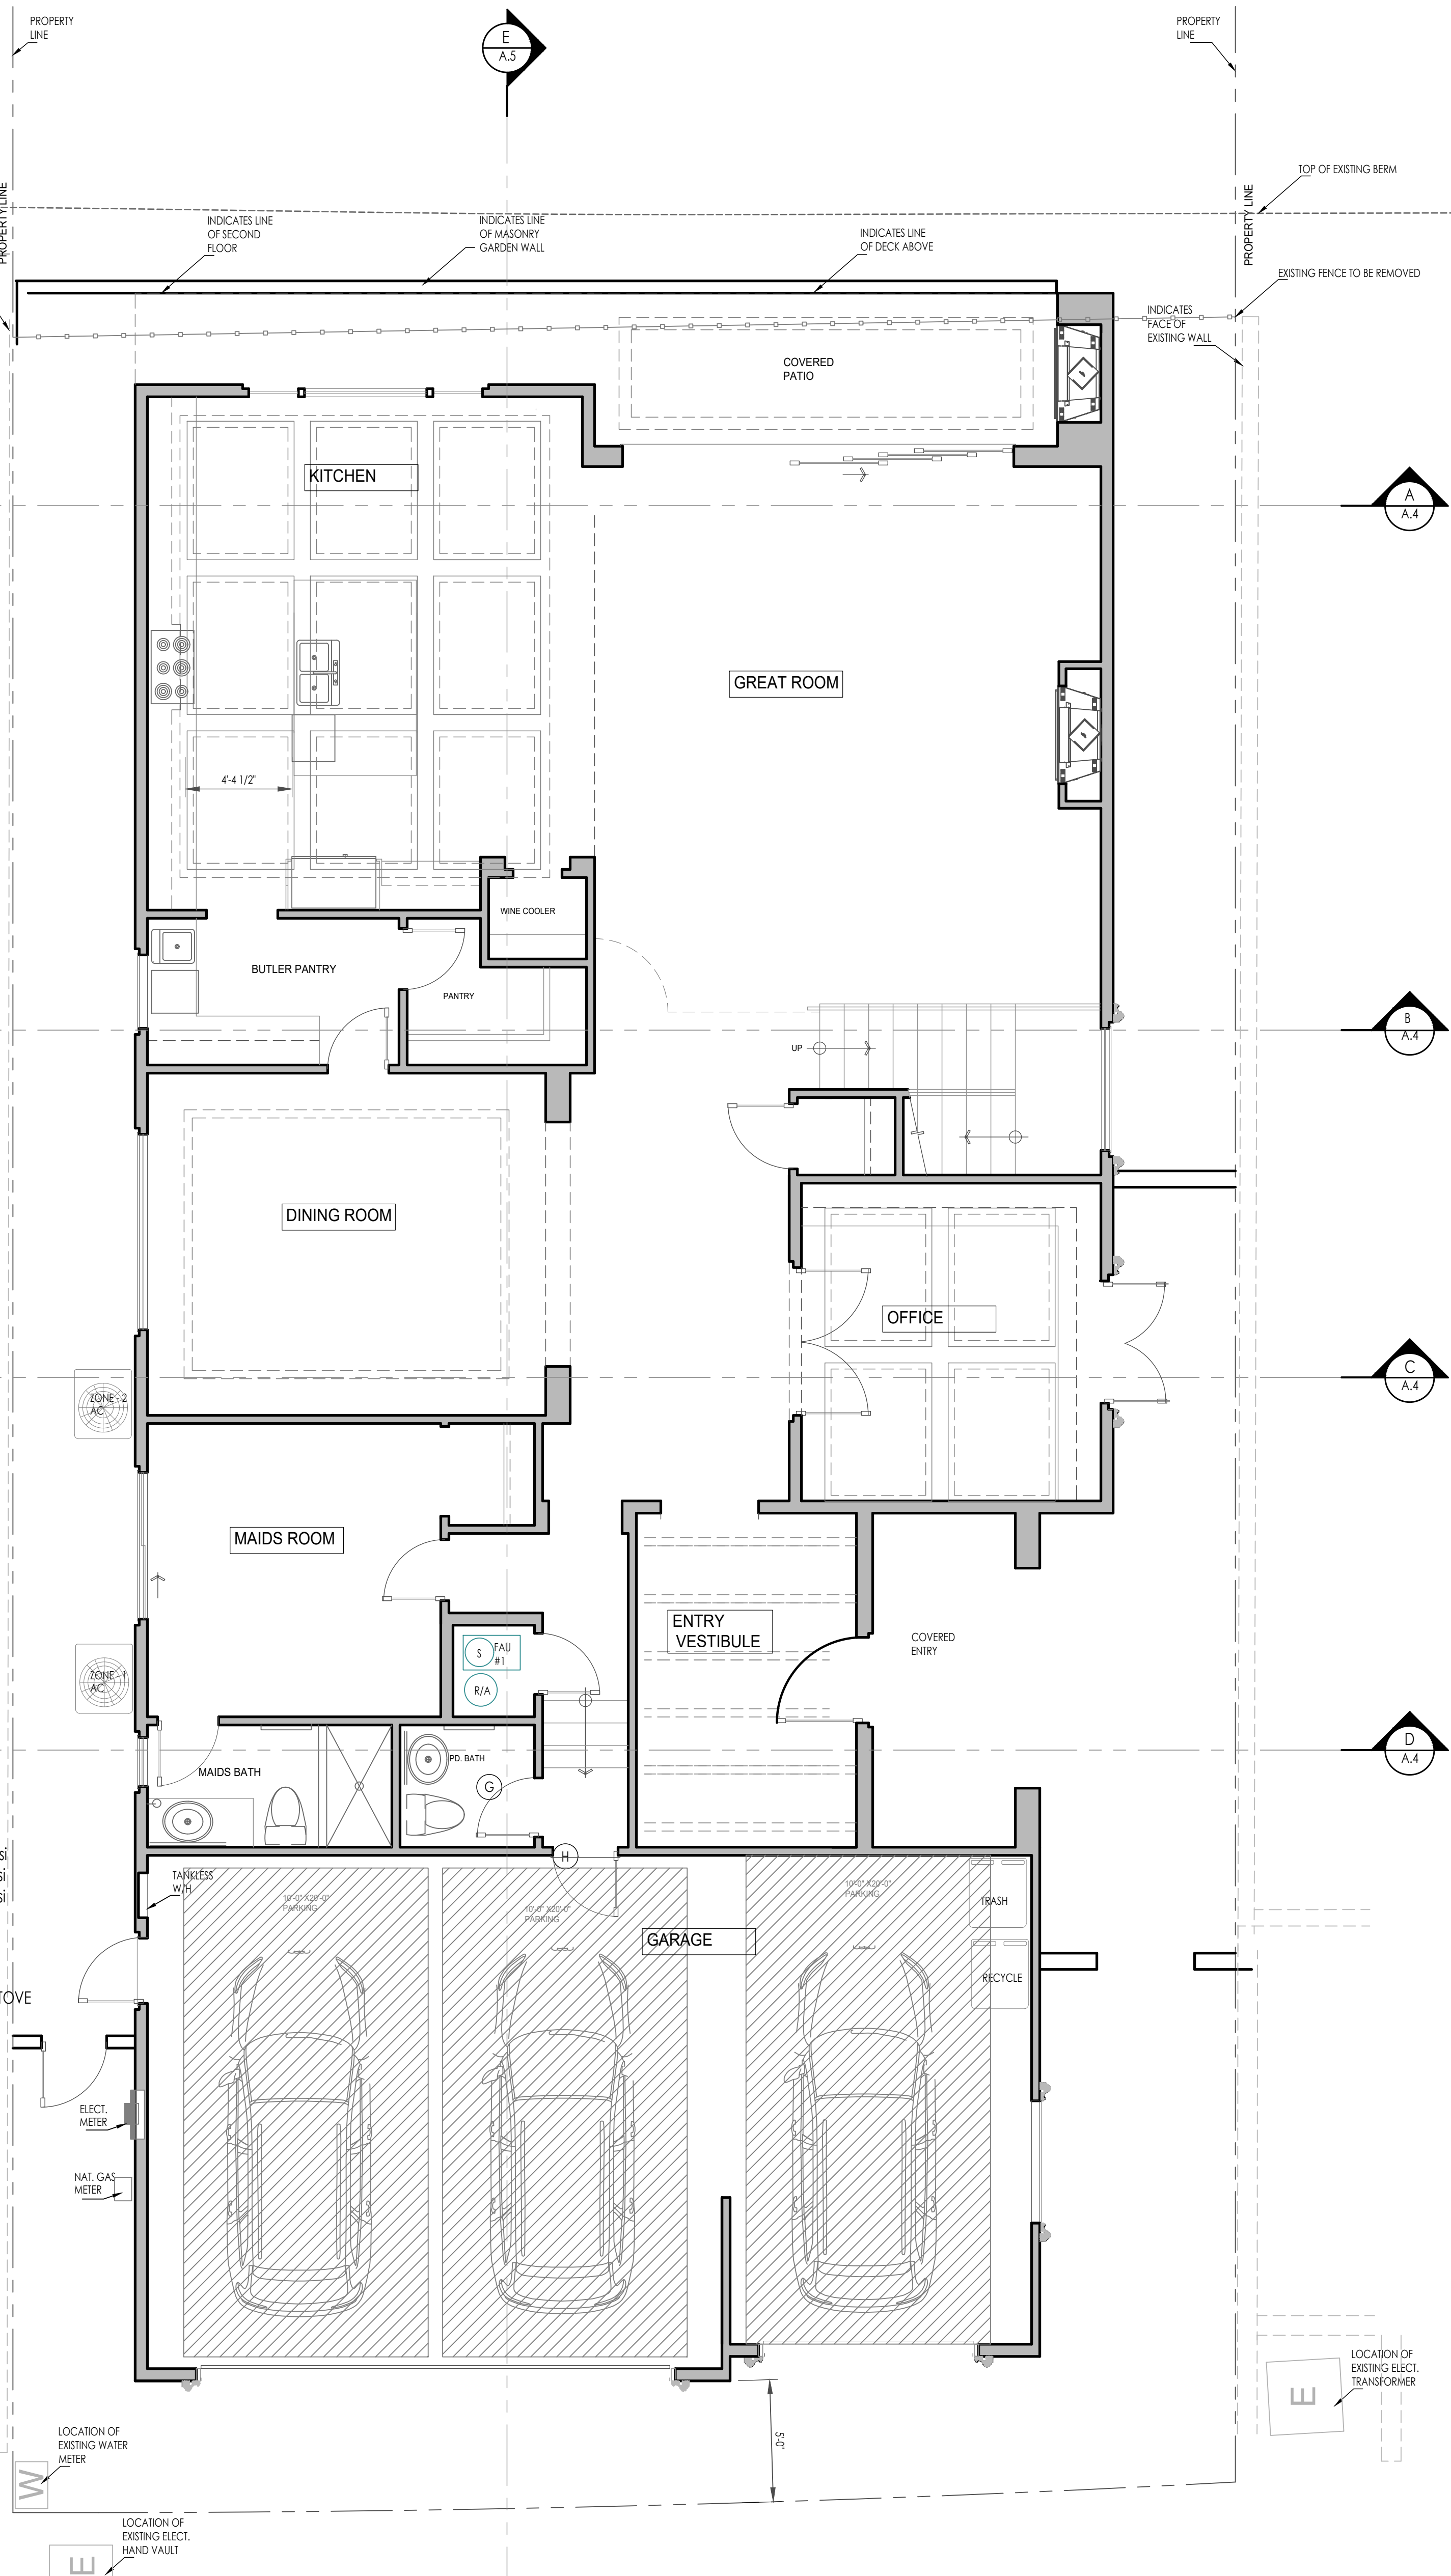 PROPERTY
LINE
E
A.5
PROPERTY
LINE
TOP OF EXISTING BERM
PROPERTY LINE
PROPERTY LINE
INDICATES LINE
OF SECOND
FLOOR
INDICATES LINE
OF MASONRY
GARDEN WALL
INDICATES LINE
OF DECK ABOVE
EXISTING FENCE TO BE REMOVED
INDICATES
FACE OF
EXISTING WALL
COVERED
PATIO
KITCHEN
A
A.4
GREAT ROOM
4'-4 1/2"
WINE COOLER
BUTLER PANTRY
PANTRY
B
A.4
UP
DINING ROOM
OFFICE
C
A.4
ZONE - 2
AC
MAIDS ROOM
ENTRY
VESTIBULE
COVERED
ENTRY
S
FAU
#1
R/A
ZONE - 1
AC
D
A.4
PD. BATH
MAIDS BATH
G
H
si
si
si
TANKLESS
W/H
10'-0" X20'-0"
PARKING
10'-0" X20'-0"
PARKING
10'-0" X20'-0"
PARKING
TRASH
GARAGE
RECYCLE
TOVE
ELECT.
METER
NAT. GAS
METER
LOCATION OF
EXISTING ELECT.
TRANSFORMER
E
5'-0"
LOCATION OF
EXISTING WATER
METER
W
LOCATION OF
EXISTING ELECT.
HAND VAULT
E